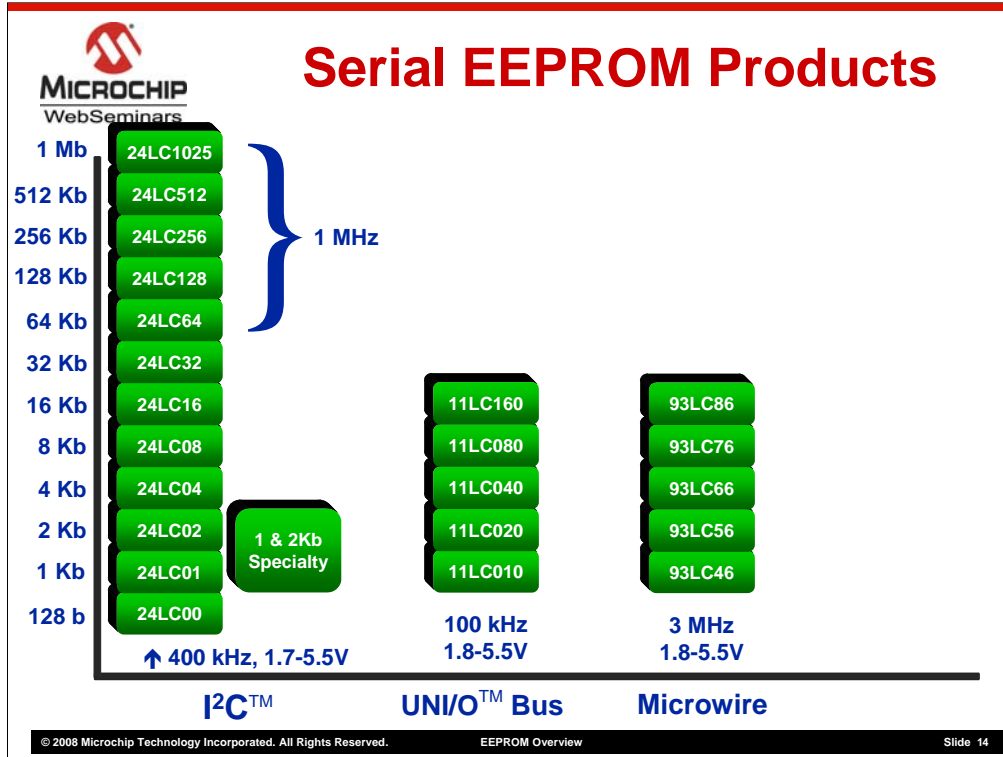 MICROCHIP
WebSeminars
Serial EEPROM Products
1 Mb
512 Kb
256 Kb
128 Kb
64 Kb
32 Kb
16 Kb
8 Kb
4 Kb
2 Kb
1 Kb
128 b
24LC1025
24LC512
24LC256
24LC128
24LC64
24LC32
24LC16
24LC08
24LC04
24LC02
24LC01
24LC00
1 MHz
1 & 2Kb
Specialty
↑ 400 kHz, 1.7-5.5V
I²C™
11LC160
11LC080
11LC040
11LC020
11LC010
100 kHz
1.8-5.5V
UNI/O™ Bus
93LC86
93LC76
93LC66
93LC56
93LC46
3 MHz
1.8-5.5V
Microwire
© 2008 Microchip Technology Incorporated. All Rights Reserved. EEPROM Overview Slide 14